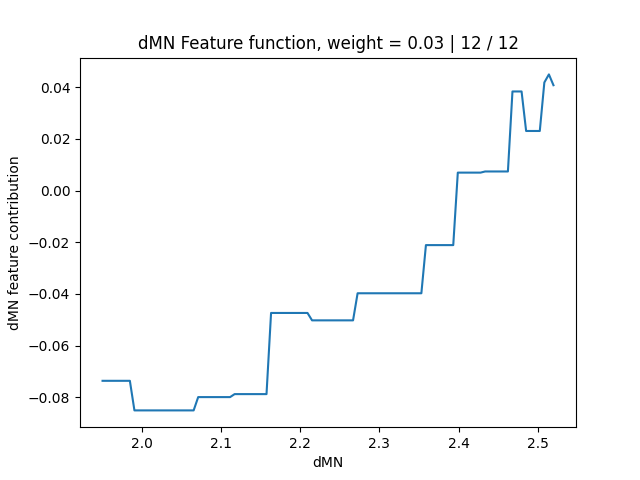 dMN Feature function, weight = 0.03 | 12 / 12
0.04
0.02
0.00
−0.02
−0.04
−0.06
−0.08
dMN feature contribution
2.0 2.1 2.2 2.3 2.4 2.5
dMN